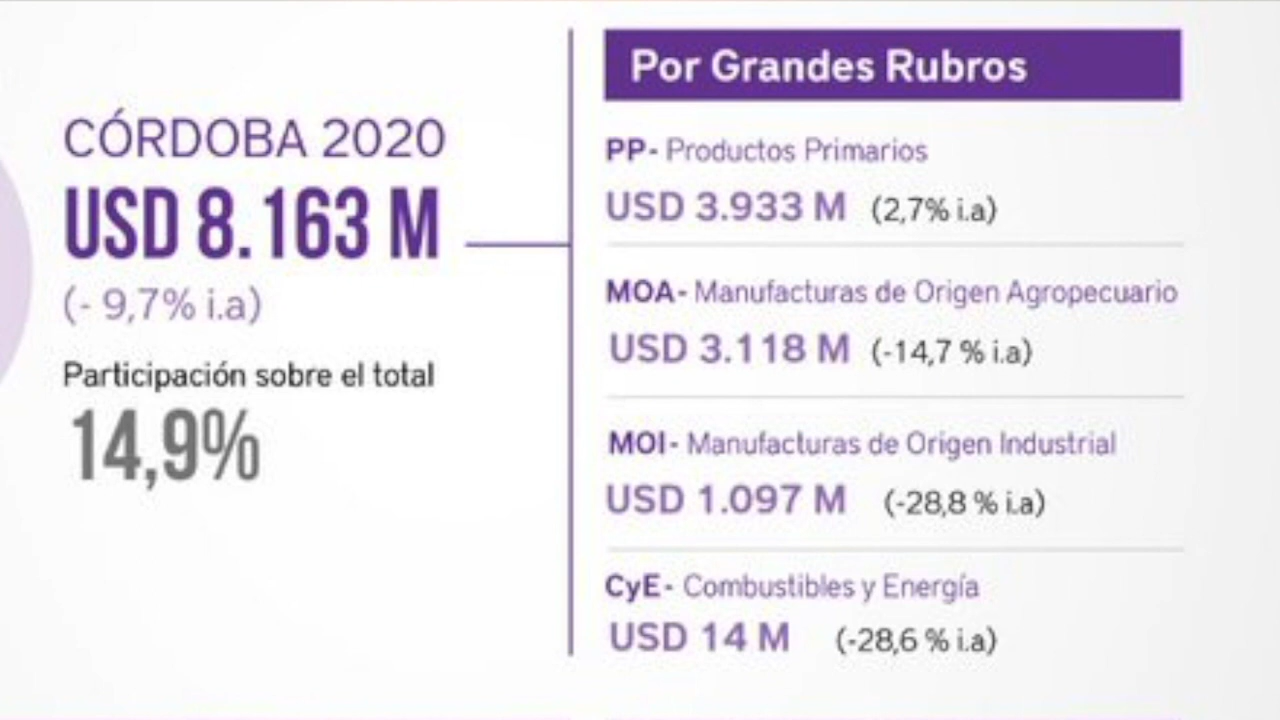 CÓRDOBA 2020
USD 8.163 M
(- 9,7% i.a)
Participación sobre el total
14,9%
Por Grandes Rubros
PP- Productos Primarios
USD 3.933 M (2,7% i.a)
MOA- Manufacturas de Origen Agropecuario
USD 3.118 M (-14,7 % i.a)
MOI- Manufacturas de Origen Industrial
USD 1.097 M (-28,8 % i.a)
CyE- Combustibles y Energía
USD 14 M (-28,6 % i.a)